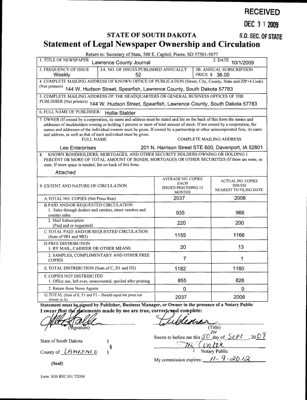 RECEIVED
DEC 11 2009
S.D. SEC. OF STATE
STATE OF SOUTH DAKOTA
Statement of Legal Newspaper Ownership and Circulation
Return to: Secretary of State, 500 E. Capitol, Pierre, SD 57501-5077
1. TITLE OF NEWSPAPER Lawrence County Journal 2. DATE 10/1/2009
3. FREQUENCY OF ISSUE Weekly 3A. NO. OF ISSUES PUBLISHED ANNUALLY 52 3B. ANNUAL SUBSCRIPTION PRICE $ 36.00
4. COMPLETE MAILING ADDRESS OF KNOWN OFFICE OF PUBLICATION (Street, City, County, State and ZIP+4 Code)
(Not printers) 144 W. Hudson Street, Spearfish, Lawrence County, South Dakota 57783
5. COMPLETE MAILING ADDRESS OF THE HEADQUARTERS OF GENERAL BUSINESS OFFICES OF THE
PUBLISHER (Not printers) 144 W. Hudson Street, Spearfish, Lawrence County, South Dakota 57783
6. FULL NAME OF PUBLISHER: Hollie Stalder
7. OWNER (If owned by a corporation, its name and address must be stated and also on the back of this form the names and
addresses of stockholders owning or holding 1 percent or more of total amount of stock. If not owned by a corporation, the
names and addresses of the individual owners must be given. If owned by a partnership or other unincorporated firm, its name
and address, as well as that of each individual must be given.
FULL NAME COMPLETE MAILING ADDRESS
Lee Enterprises 201 N. Harrison Street STE 600, Davenport, IA 52801
8. KNOWN BONDHOLDERS, MORTGAGES, AND OTHER SECURITY HOLDERS OWNING OR HOLDING 1
PERCENT OR MORE OF TOTAL AMOUNT OF BONDS, MORTGAGES OR OTHER SECURITIES (If there are none, so
state. If more space is needed, list on back of this form.
Attached
9. EXTENT AND NATURE OF CIRCULATION
AVERAGE NO. COPIES EACH ISSUED PRECEDING 12 MONTHS
ACTUAL NO. COPIES ISSUED NEAREST TO FILING DATE
A. TOTAL NO. COPIES (Net Press Run) 2037 2008
B. PAID AND/OR REQUESTED CIRCULATION
1. Sales through dealers and carriers, street vendors and counter sales 935 966
2. Mail Subscription (Paid and or requested) 220 200
C. TOTAL PAID AND/OR REQUESTED CIRCULATION (Sum of 9B1 and 9B2) 1155 1166
D. FREE DISTRIBUTION
1. BY MAIL, CARRIER OR OTHER MEANS 20 13
2. SAMPLES, COMPLIMENTARY AND OTHER FREE COPIES 7 1
E. TOTAL DISTRIBUTION (Sum of C, D1 and D2) 1182 1180
F. COPIES NOT DISTRIBUTED
1. Office use, left over, unaccounted, spoiled after printing 855 828
2. Return from News Agents 0 0
G. TOTAL (Sum of E, F1 and F2 - Should equal net press run shown in A) 2037 2008
Statement must be signed by Publisher, Business Manager, or Owner in the presence of a Notary Public
I swear that the statements made by me are true, correct and complete:
(Signature) (Title)
State of South Dakota )
County of LAWRENCE )
(Seal)
Sworn to before me this 30 day of SEPT , 2009
Notary Public
My commission expires: 11-9-2012